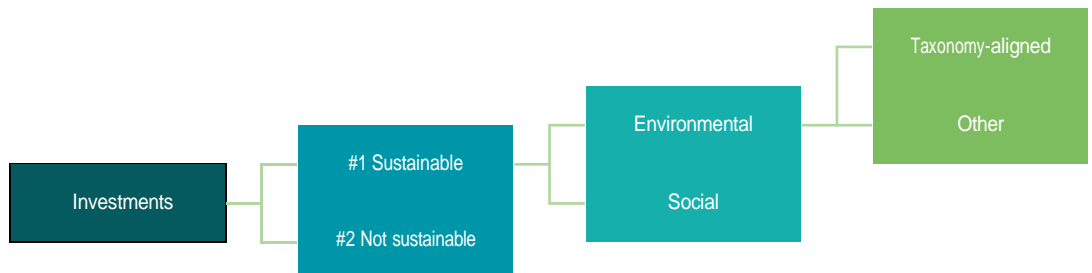 Taxonomy-aligned
Environmental
Other
#1 Sustainable
Investments
Social
#2 Not sustainable